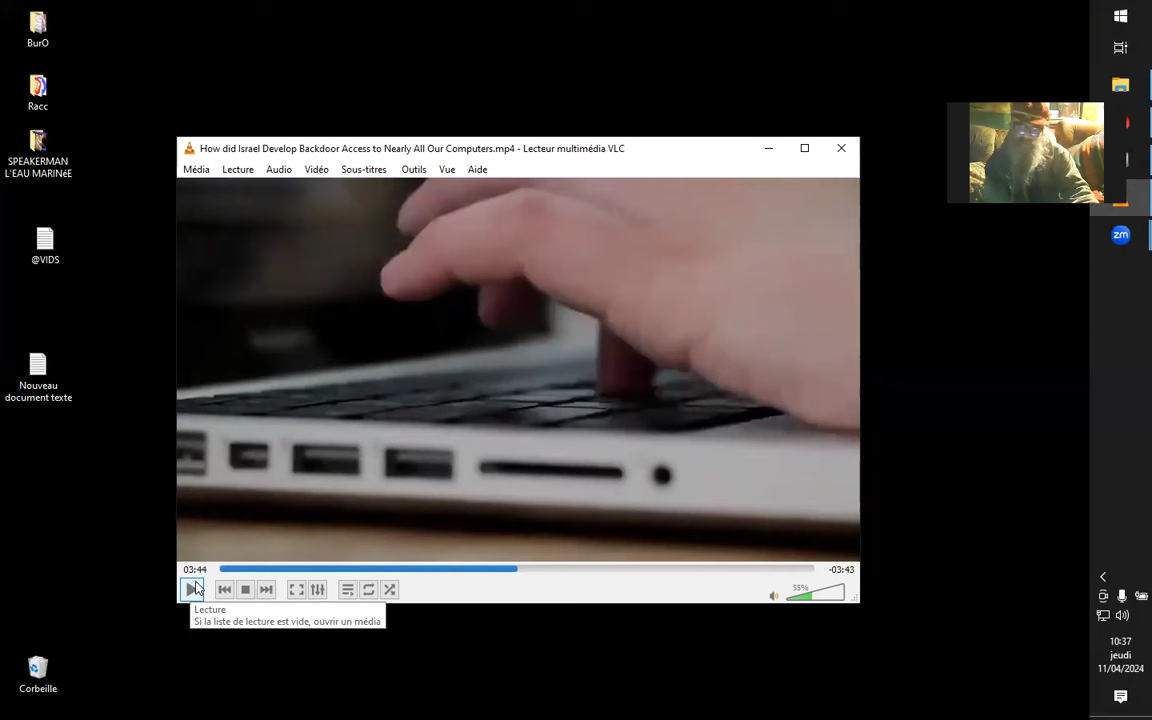 BurO
Racc
SPEAKERMAN
L'EAU MARINéE
@VIDS
Nouveau
document texte
Corbeille
How did Israel Develop Backdoor Access to Nearly All Our Computers.mp4 - Lecteur multimédia VLC
Média Lecture Audio Vidéo Sous-titres Outils Vue Aide
03:44
-03:43
55%
Lecture
Si la liste de lecture est vide, ouvrir un média
zm
10:37
jeudi
11/04/2024